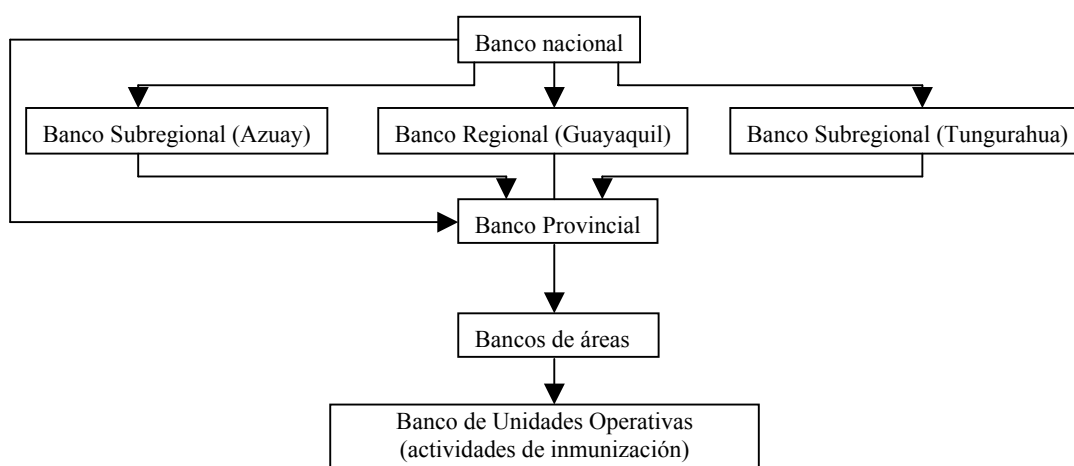 Banco nacional
Banco Subregional (Azuay)
Banco Regional (Guayaquil)
Banco Subregional (Tungurahua)
Banco Provincial
Bancos de áreas
Banco de Unidades Operativas
(actividades de inmunización)